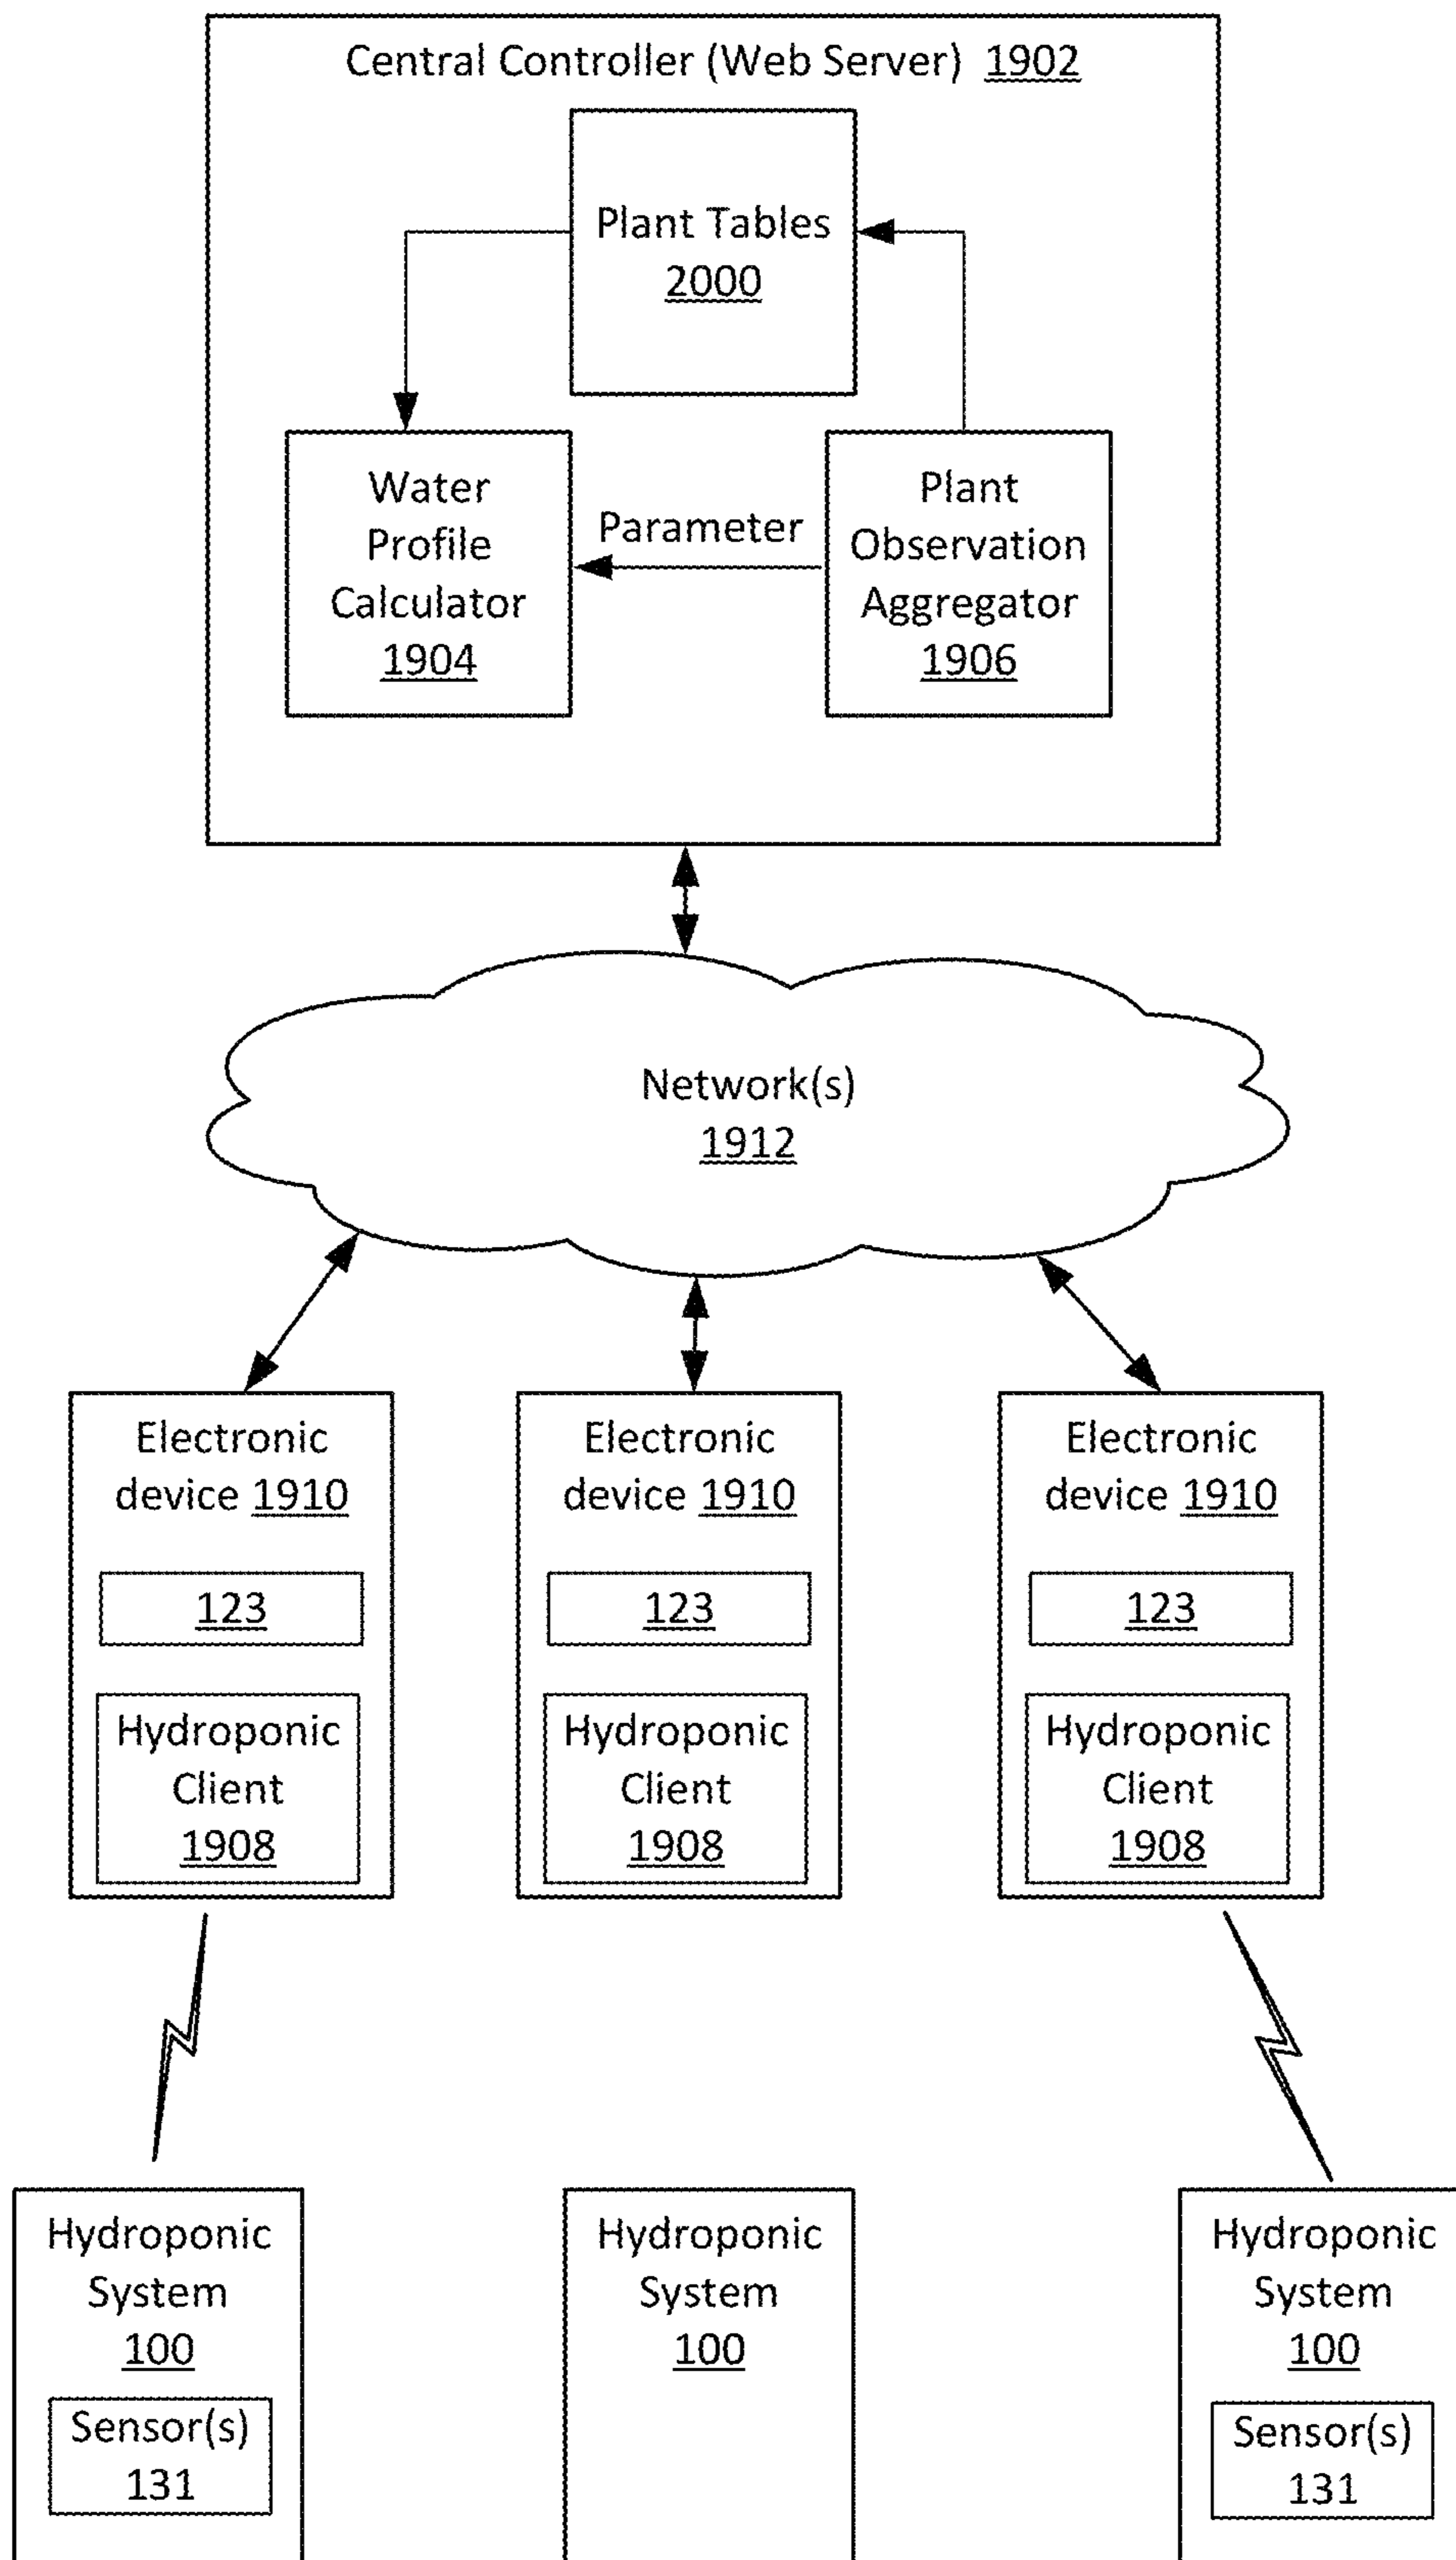 Central Controller (Web Server) 1902
Plant Tables
2000
Water
Profile
Calculator
1904
Parameter
Plant
Observation
Aggregator
1906
Network(s)
1912
Electronic
device 1910
123
Hydroponic
Client
1908
Electronic
device 1910
123
Hydroponic
Client
1908
Electronic
device 1910
123
Hydroponic
Client
1908
Hydroponic
System
100
Sensor(s)
131
Hydroponic
System
100
Hydroponic
System
100
Sensor(s)
131